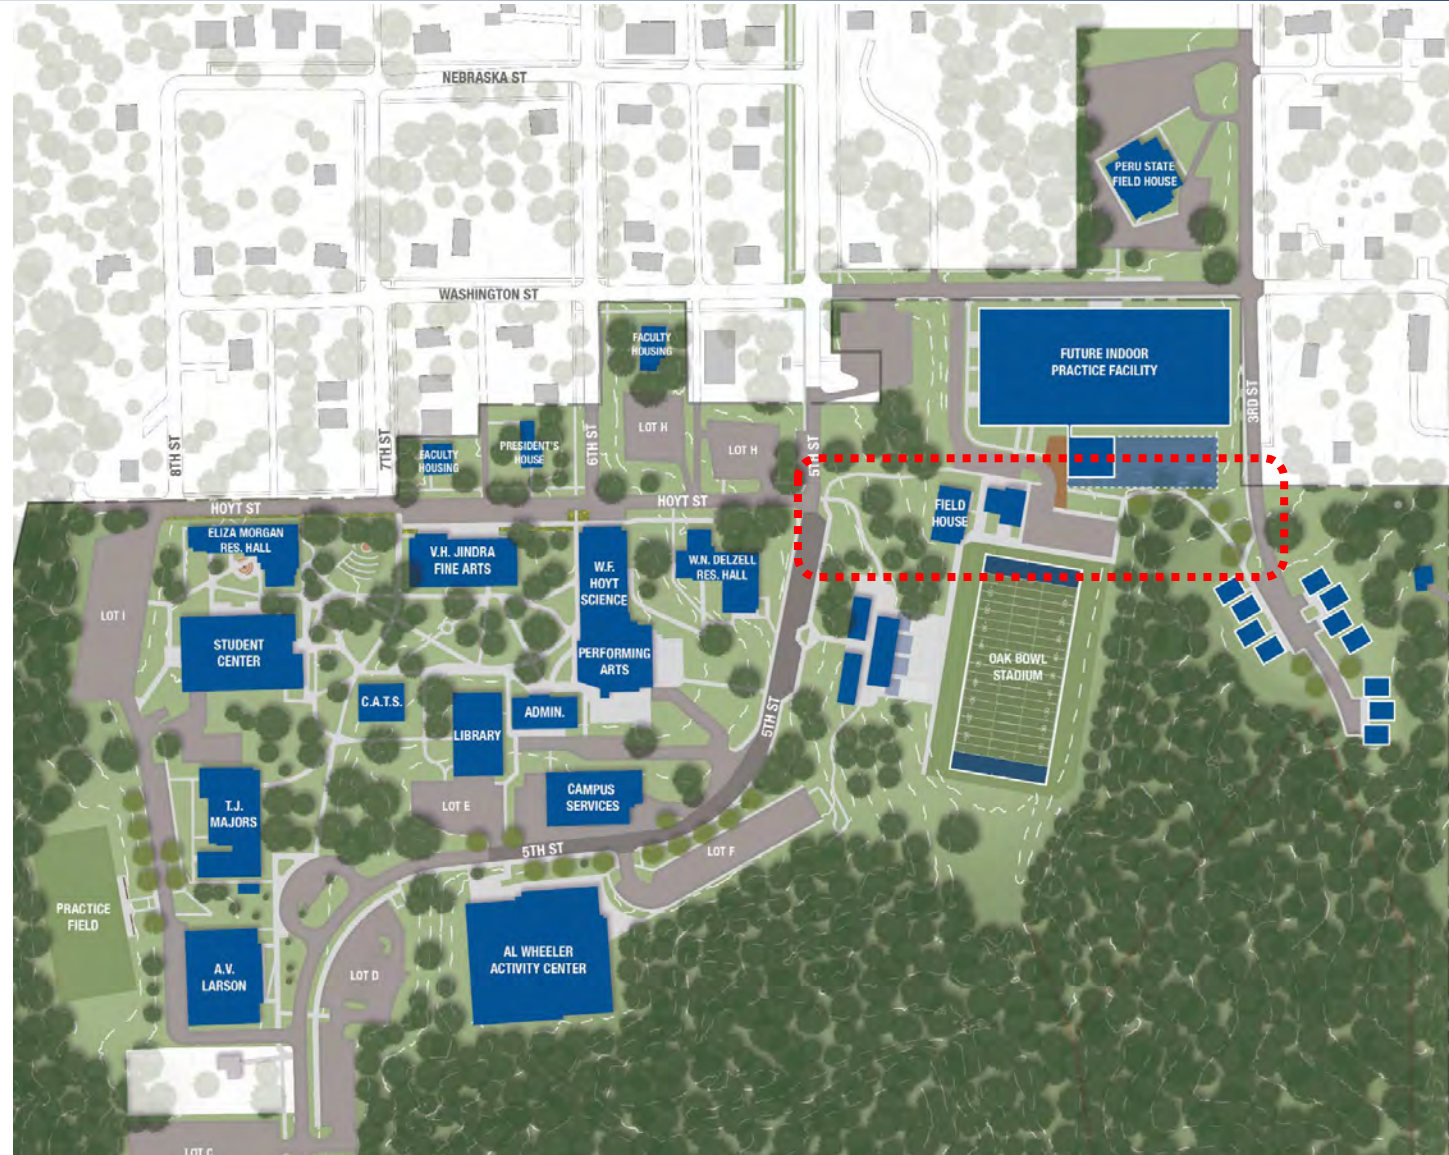 NEBRASKA ST
PERU STATE
FIELD HOUSE
WASHINGTON ST
FACULTY
HOUSING
FUTURE INDOOR
PRACTICE FACILITY
3RD ST
8TH ST
7TH ST
FACULTY
HOUSING
PRESIDENT'S
HOUSE
6TH ST
LOT H
LOT H
5TH ST
HOYT ST
HOYT ST
ELIZA MORGAN
RES. HALL
V.H. JINDRA
FINE ARTS
W.F.
HOYT
SCIENCE
W.N. DELZELL
RES. HALL
FIELD
HOUSE
LOT I
STUDENT
CENTER
PERFORMING
ARTS
OAK BOWL
STADIUM
C.A.T.S.
LIBRARY
ADMIN.
5TH ST
T.J.
MAJORS
LOT E
CAMPUS
SERVICES
5TH ST
LOT F
PRACTICE
FIELD
A.V.
LARSON
LOT D
AL WHEELER
ACTIVITY CENTER
LOT C